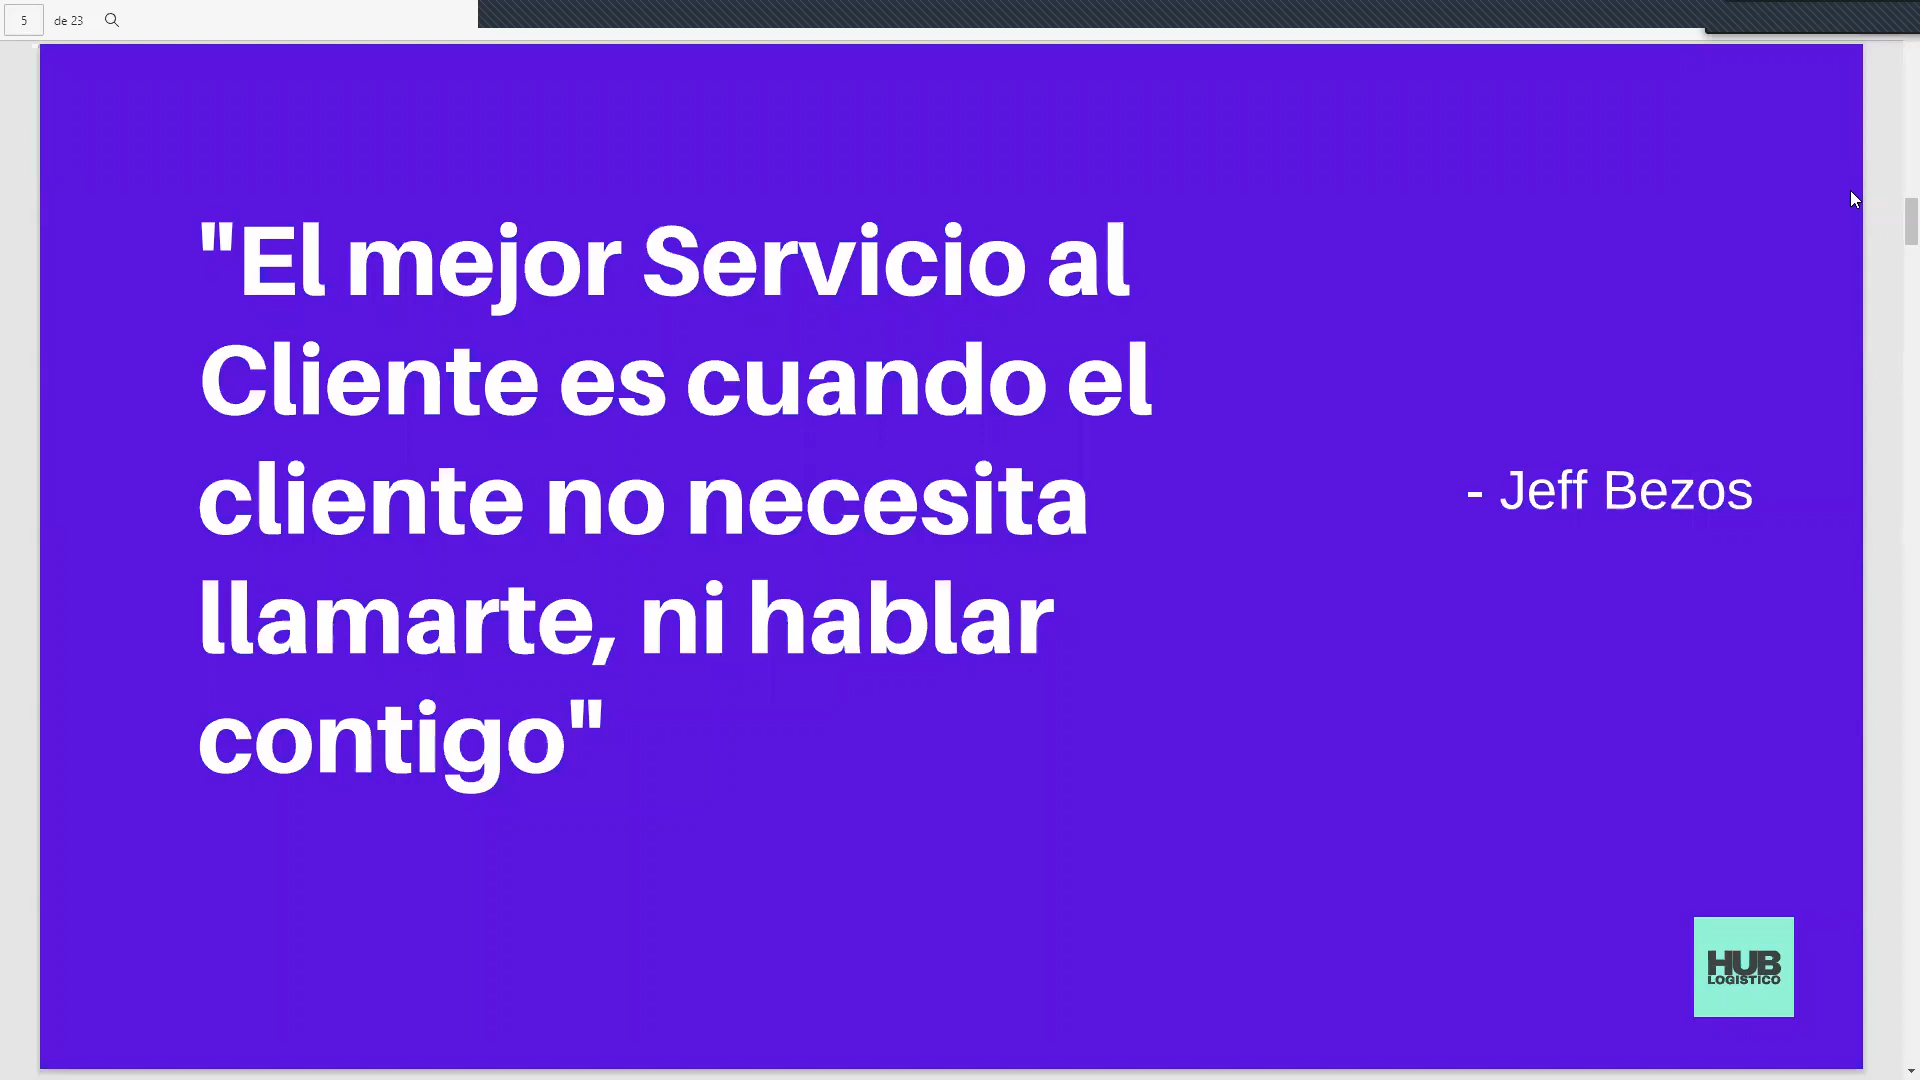 5 de 23
"El mejor Servicio al
Cliente es cuando el
cliente no necesita
llamarte, ni hablar
contigo"
- Jeff Bezos
HUB
LOGISTICO